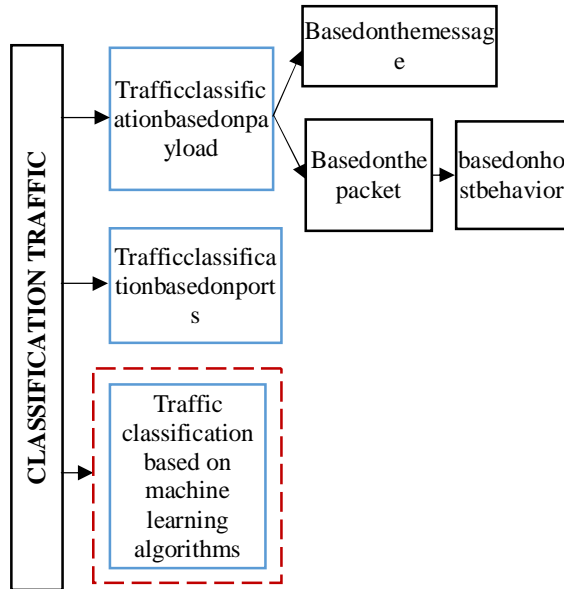 CLASSIFICATION TRAFFIC
Trafficclassific
ationbasedonpa
yload
Basedonthemessag
e
Basedonthe
packet
basedonho
stbehavior
Trafficclassifica
tionbasedonport
s
Traffic
classification
based on
machine
learning
algorithms